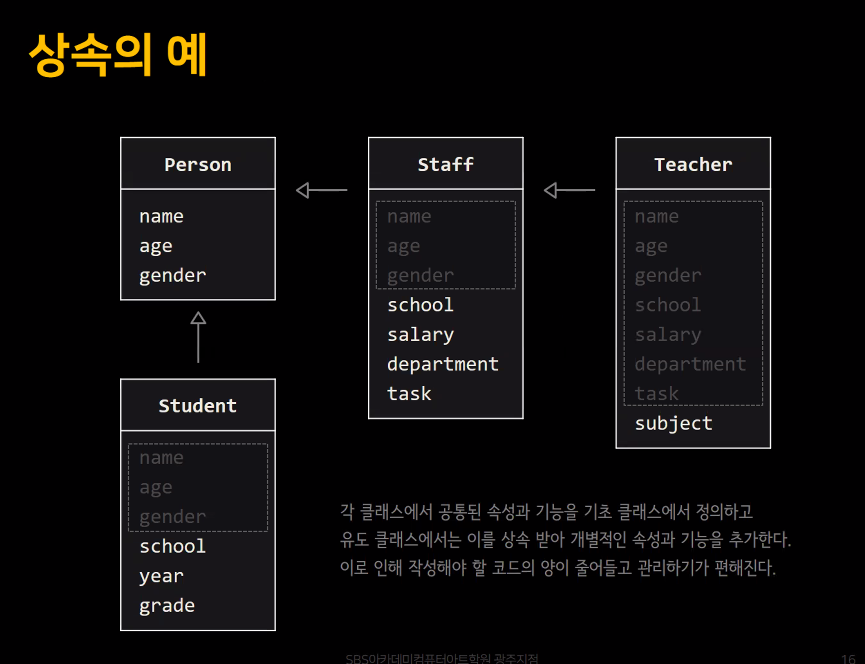 상속의 예
Person
name
age
gender
Staff
name
age
gender
school
salary
department
task
Teacher
name
age
gender
school
salary
department
task
subject
Student
name
age
gender
school
year
grade
각 클래스에서 공통된 속성과 기능을 기초 클래스에서 정의하고
유도 클래스에서는 이를 상속 받아 개별적인 속성과 기능을 추가한다.
이로 인해 작성해야 할 코드의 양이 줄어들고 관리하기가 편해진다.
SBS아카데미컴퓨터아트학원 광주지점
16